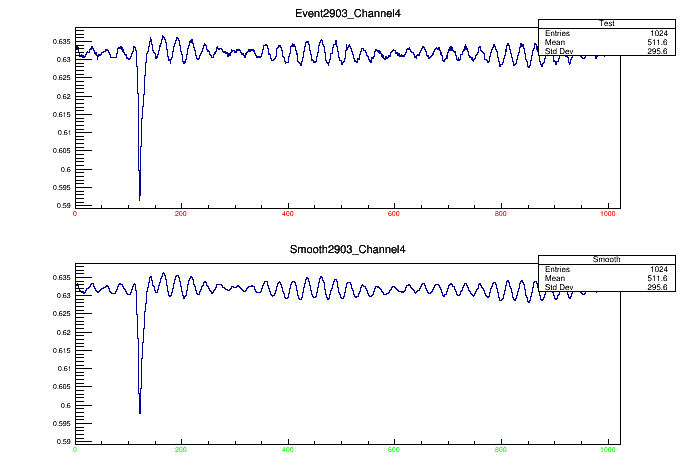 Event2903_Channel4
Test
Entries 1024
Mean 511.6
Std Dev 295.6
0.635
0.63
0.625
0.62
0.615
0.61
0.605
0.6
0.595
0.59
0 200 400 600 800 1000
Smooth2903_Channel4
Smooth
Entries 1024
Mean 511.6
Std Dev 295.6
0.635
0.63
0.625
0.62
0.615
0.61
0.605
0.6
0.595
0.59
0 200 400 600 800 1000